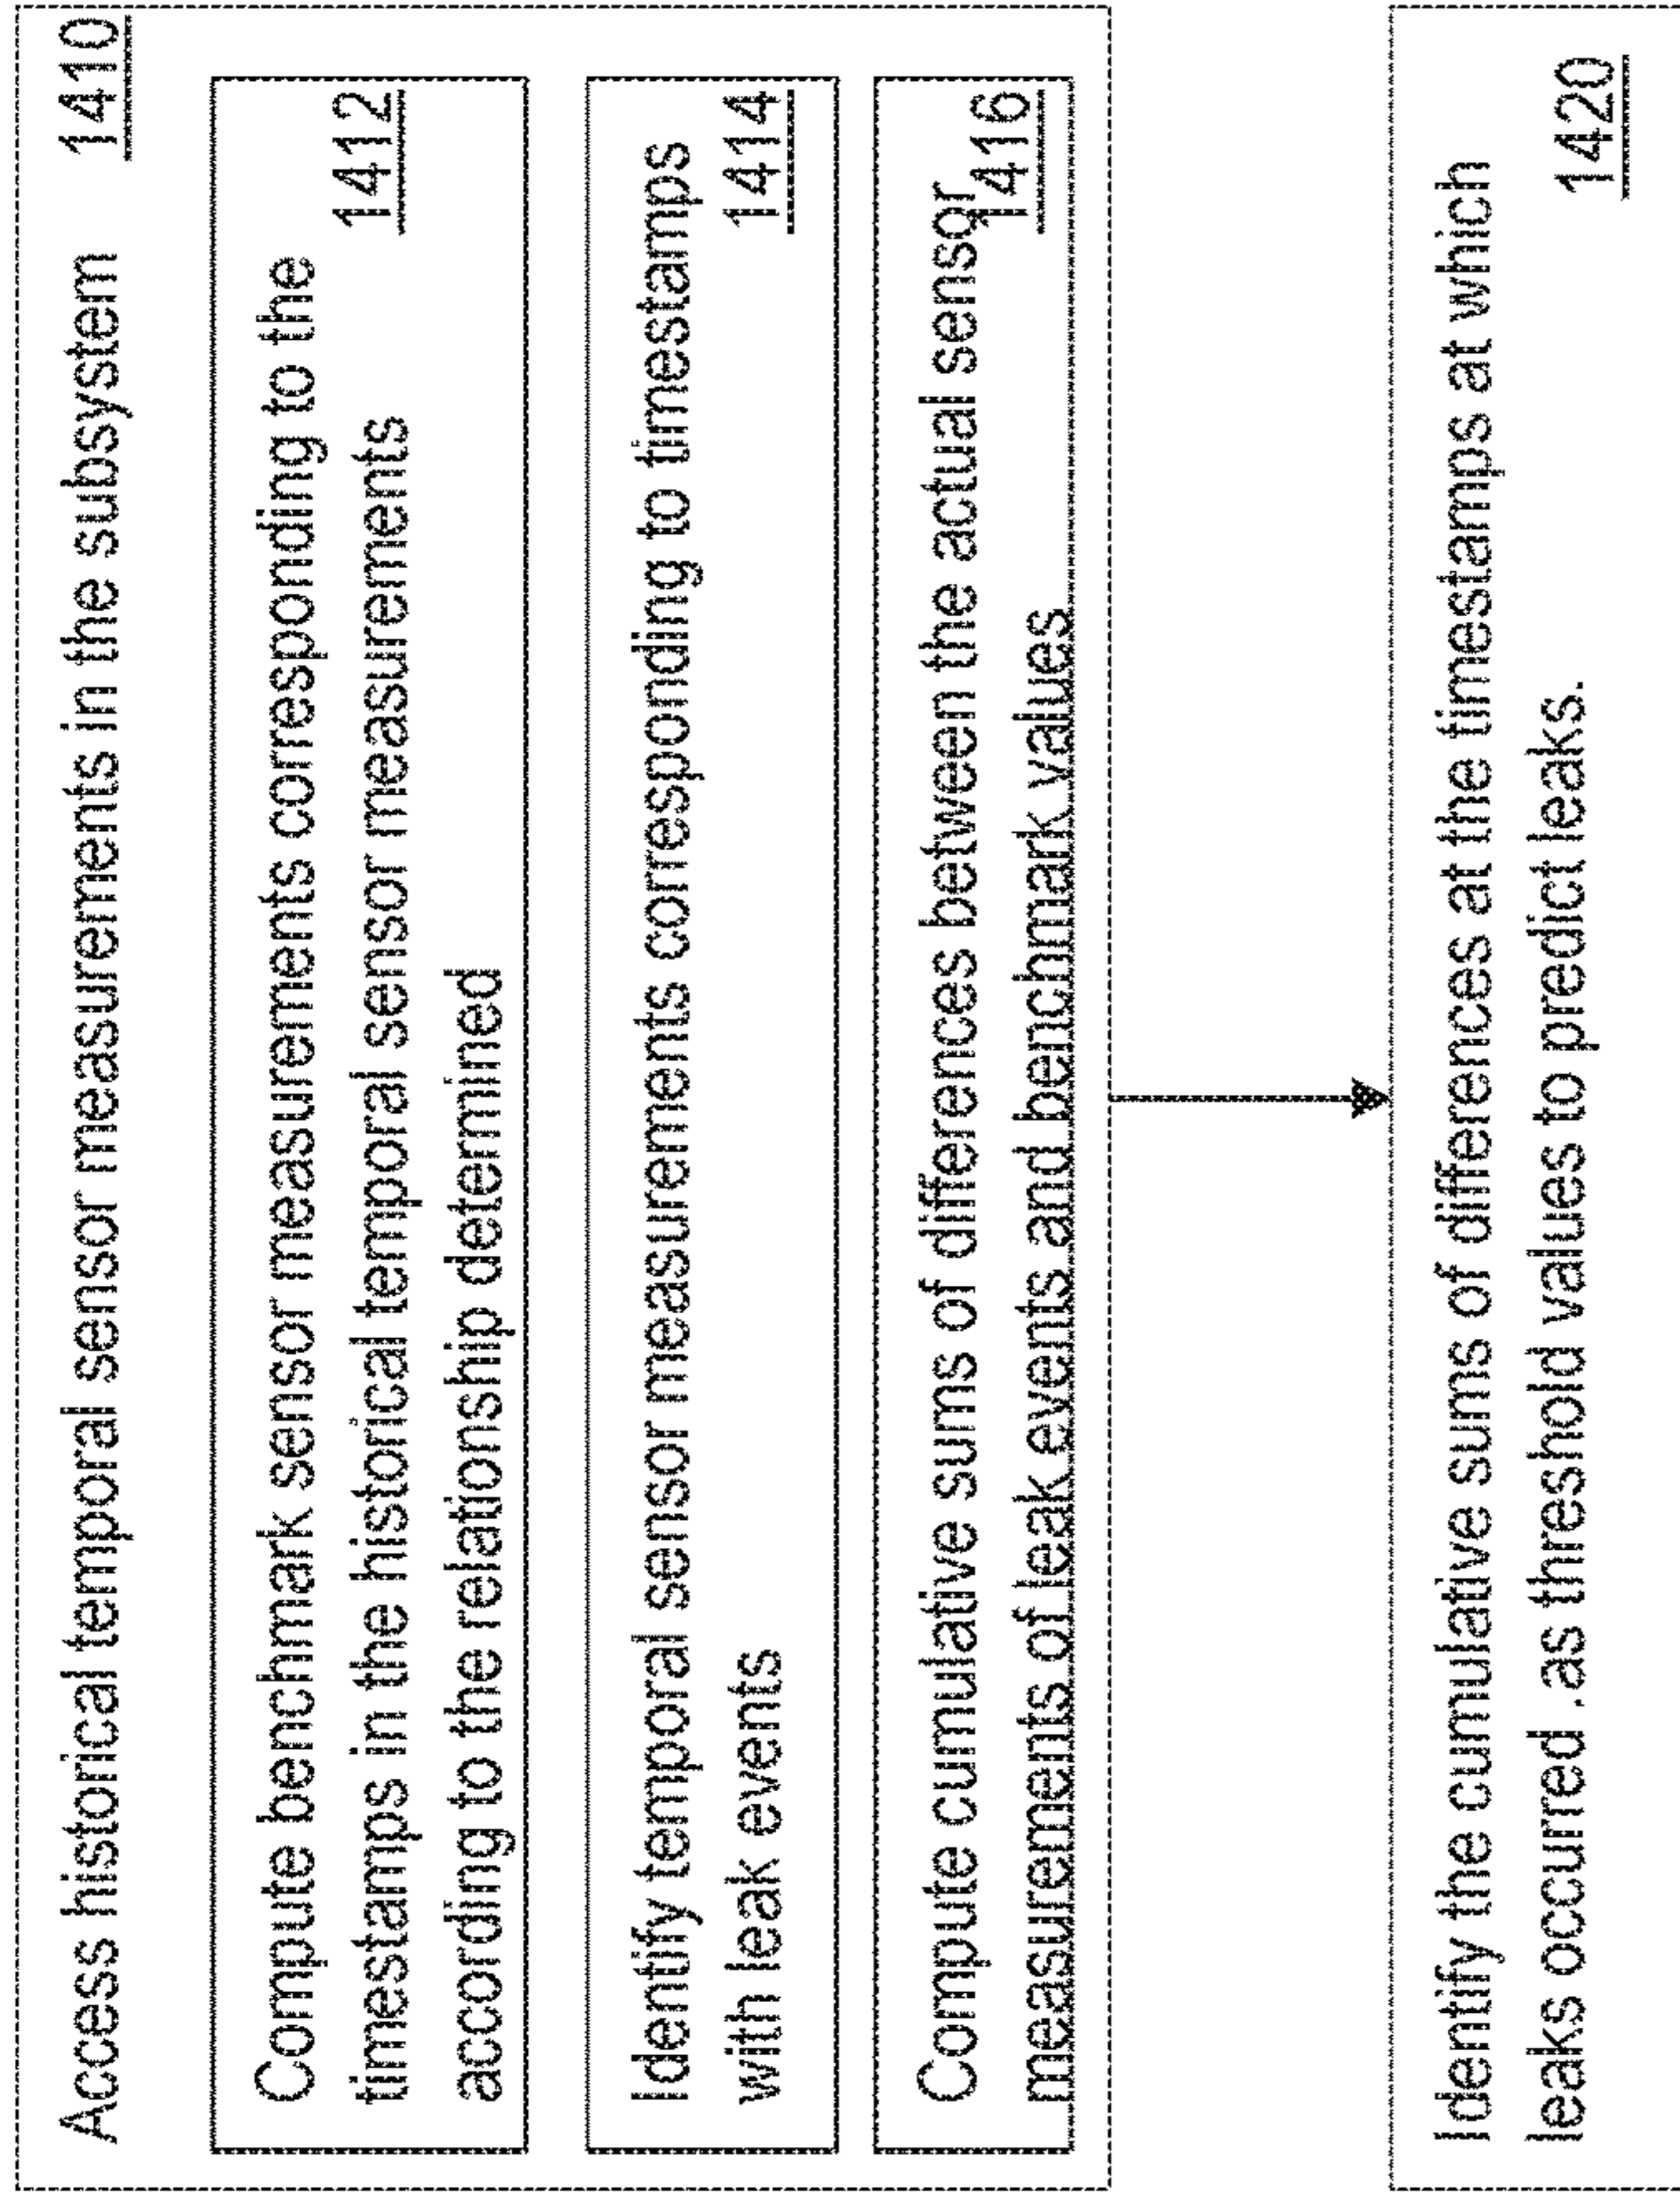 Access historical temporal sensor measurements in the subsystem 1410
Compute benchmark sensor measurements corresponding to the
timestamps in the historical temporal sensor measurements 1412
according to the relationship determined
Identify temporal sensor measurements corresponding to timestamps
with leak events 1414
Compute cumulative sums of differences between the actual sensor
measurements of leak events and benchmark values 1416
Identify the cumulative sums of differences at the timestamps at which
leaks occurred .as threshold values to predict leaks. 1420